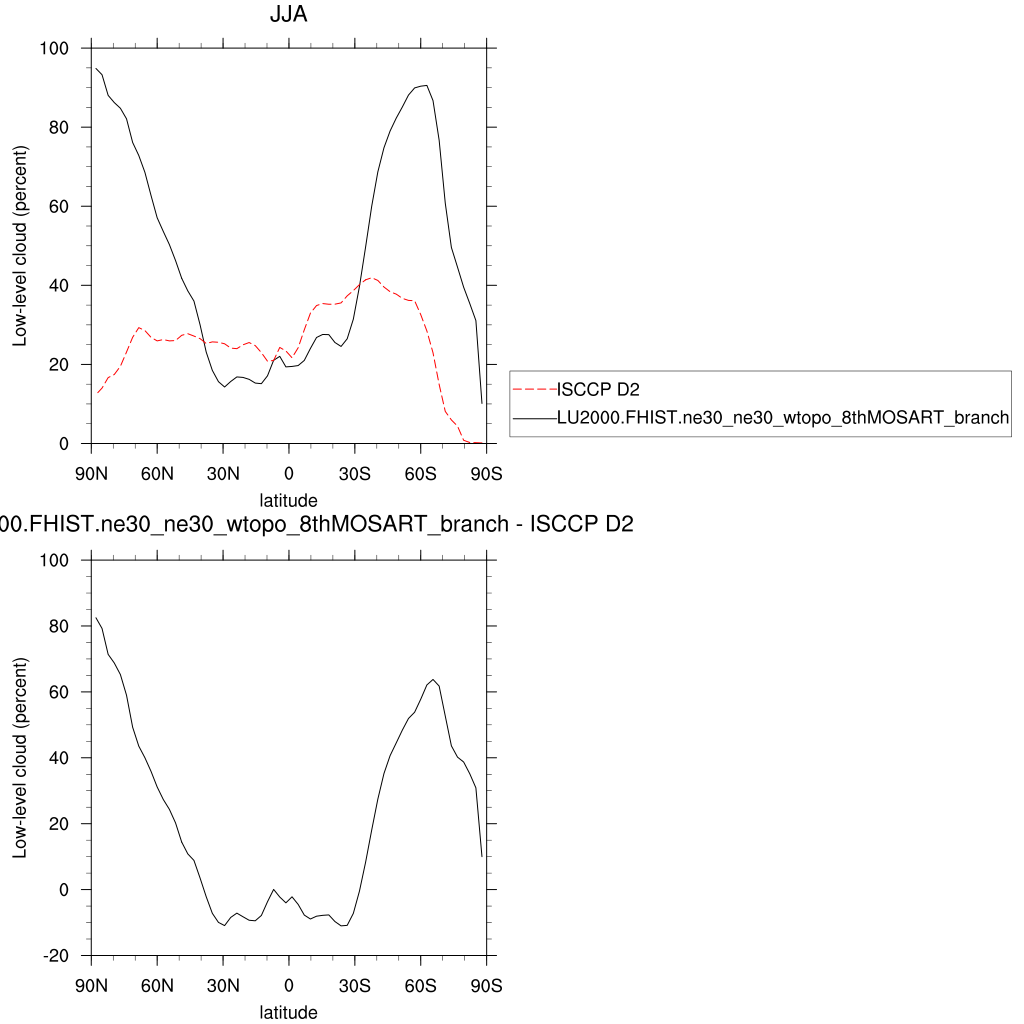 JJA
100
80
60
40
20
0
Low-level cloud (percent)
90N 60N 30N 0 30S 60S 90S
latitude
ISCCP D2
LU2000.FHIST.ne30_ne30_wtopo_8thMOSART_branch
00.FHIST.ne30_ne30_wtopo_8thMOSART_branch - ISCCP D2
100
80
60
40
20
0
-20
Low-level cloud (percent)
90N 60N 30N 0 30S 60S 90S
latitude